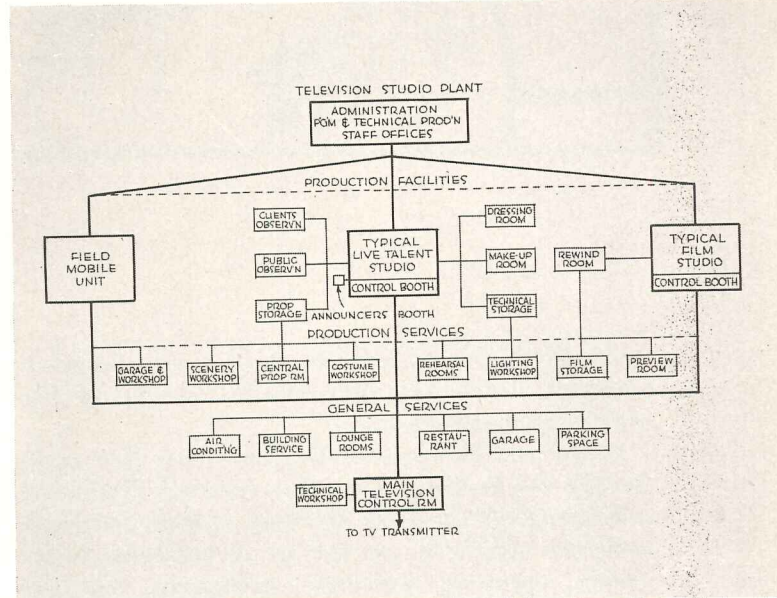 TELEVISION STUDIO PLANT
ADMINISTRATION
P'G'M & TECHNICAL PROD'N
STAFF OFFICES
PRODUCTION FACILITIES
FIELD
MOBILE
UNIT
CLIENTS
OBSERV'N
PUBLIC
OBSERV'N
PROP
STORAGE
TYPICAL
LIVE TALENT
STUDIO
CONTROL BOOTH
ANNOUNCERS BOOTH
DRESSING
ROOM
MAKE-UP
ROOM
TECHNICAL
STORAGE
REWIND
ROOM
TYPICAL
FILM
STUDIO
CONTROL BOOTH
PRODUCTION SERVICES
GARAGE &
WORKSHOP
SCENERY
WORKSHOP
CENTRAL
PROP RM
COSTUME
WORKSHOP
REHEARSAL
ROOMS
LIGHTING
WORKSHOP
FILM
STORAGE
PREVIEW
ROOM
GENERAL SERVICES
AIR
CONDIT'NG
BUILDING
SERVICE
LOUNGE
ROOMS
RESTAU-
RANT
GARAGE
PARKING
SPACE
TECHNICAL
WORKSHOP
MAIN
TELEVISION
CONTROL RM
TO TV TRANSMITTER